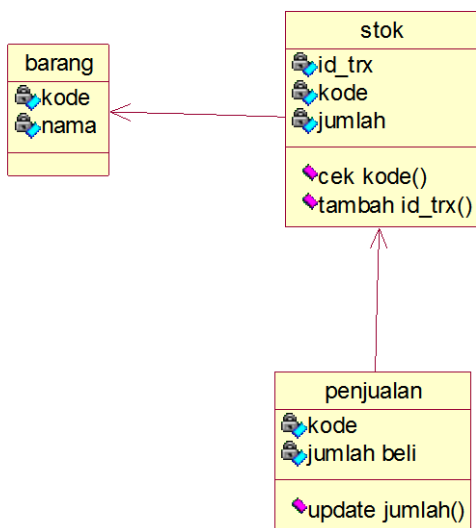 barang
kode
nama
stok
id_trx
kode
jumlah
cek kode()
tambah id_trx()
penjualan
kode
jumlah beli
update jumlah()